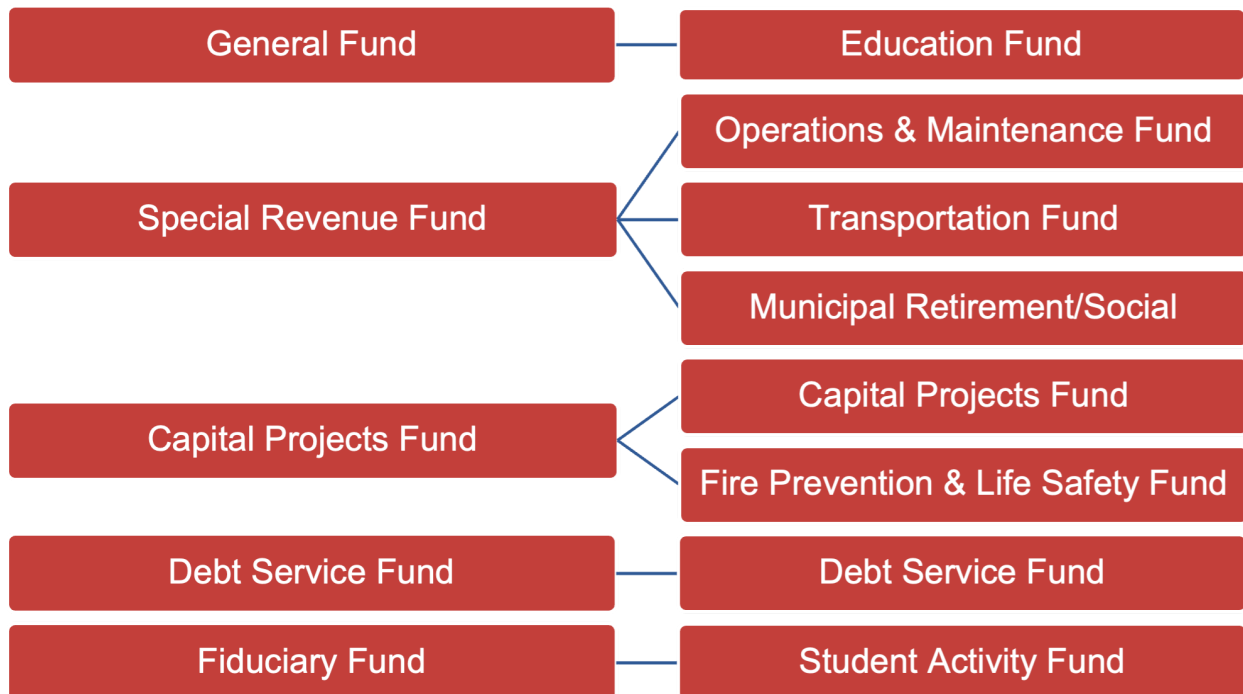 General Fund
Education Fund
Operations & Maintenance Fund
Special Revenue Fund
Transportation Fund
Municipal Retirement/Social
Capital Projects Fund
Capital Projects Fund
Fire Prevention & Life Safety Fund
Debt Service Fund
Debt Service Fund
Fiduciary Fund
Student Activity Fund